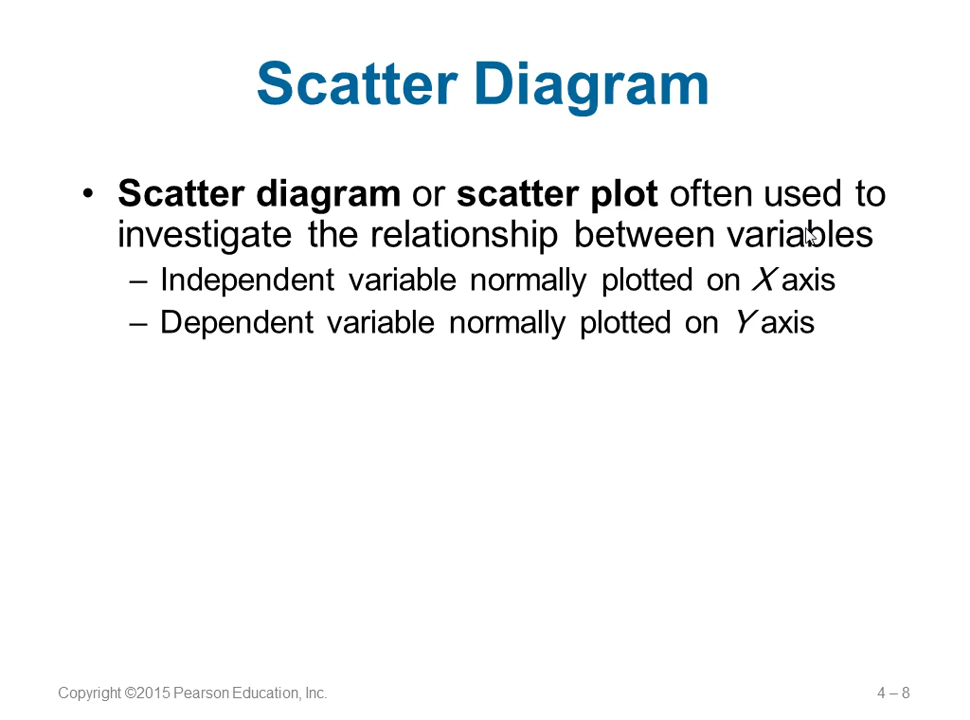 Scatter Diagram
• Scatter diagram or scatter plot often used to
investigate the relationship between variables
– Independent variable normally plotted on X axis
– Dependent variable normally plotted on Y axis
Copyright ©2015 Pearson Education, Inc.
4 – 8